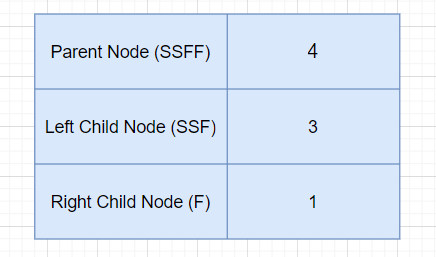 Parent Node (SSFF) 4
Left Child Node (SSF) 3
Right Child Node (F) 1